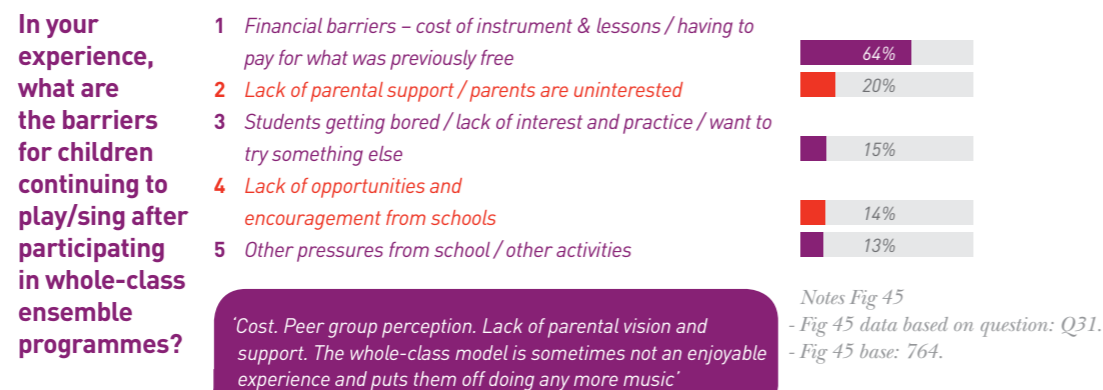 In your
experience,
what are
the barriers
for children
continuing to
play/sing after
participating
in whole-class
ensemble
programmes?
1 Financial barriers – cost of instrument & lessons / having to
pay for what was previously free
64%
2 Lack of parental support / parents are uninterested
20%
3 Students getting bored / lack of interest and practice / want to
try something else
15%
4 Lack of opportunities and
encouragement from schools
14%
5 Other pressures from school / other activities
13%
‘Cost. Peer group perception. Lack of parental vision and
support. The whole-class model is sometimes not an enjoyable
experience and puts them off doing any more music’
Notes Fig 45
- Fig 45 data based on question: Q31.
- Fig 45 base: 764.